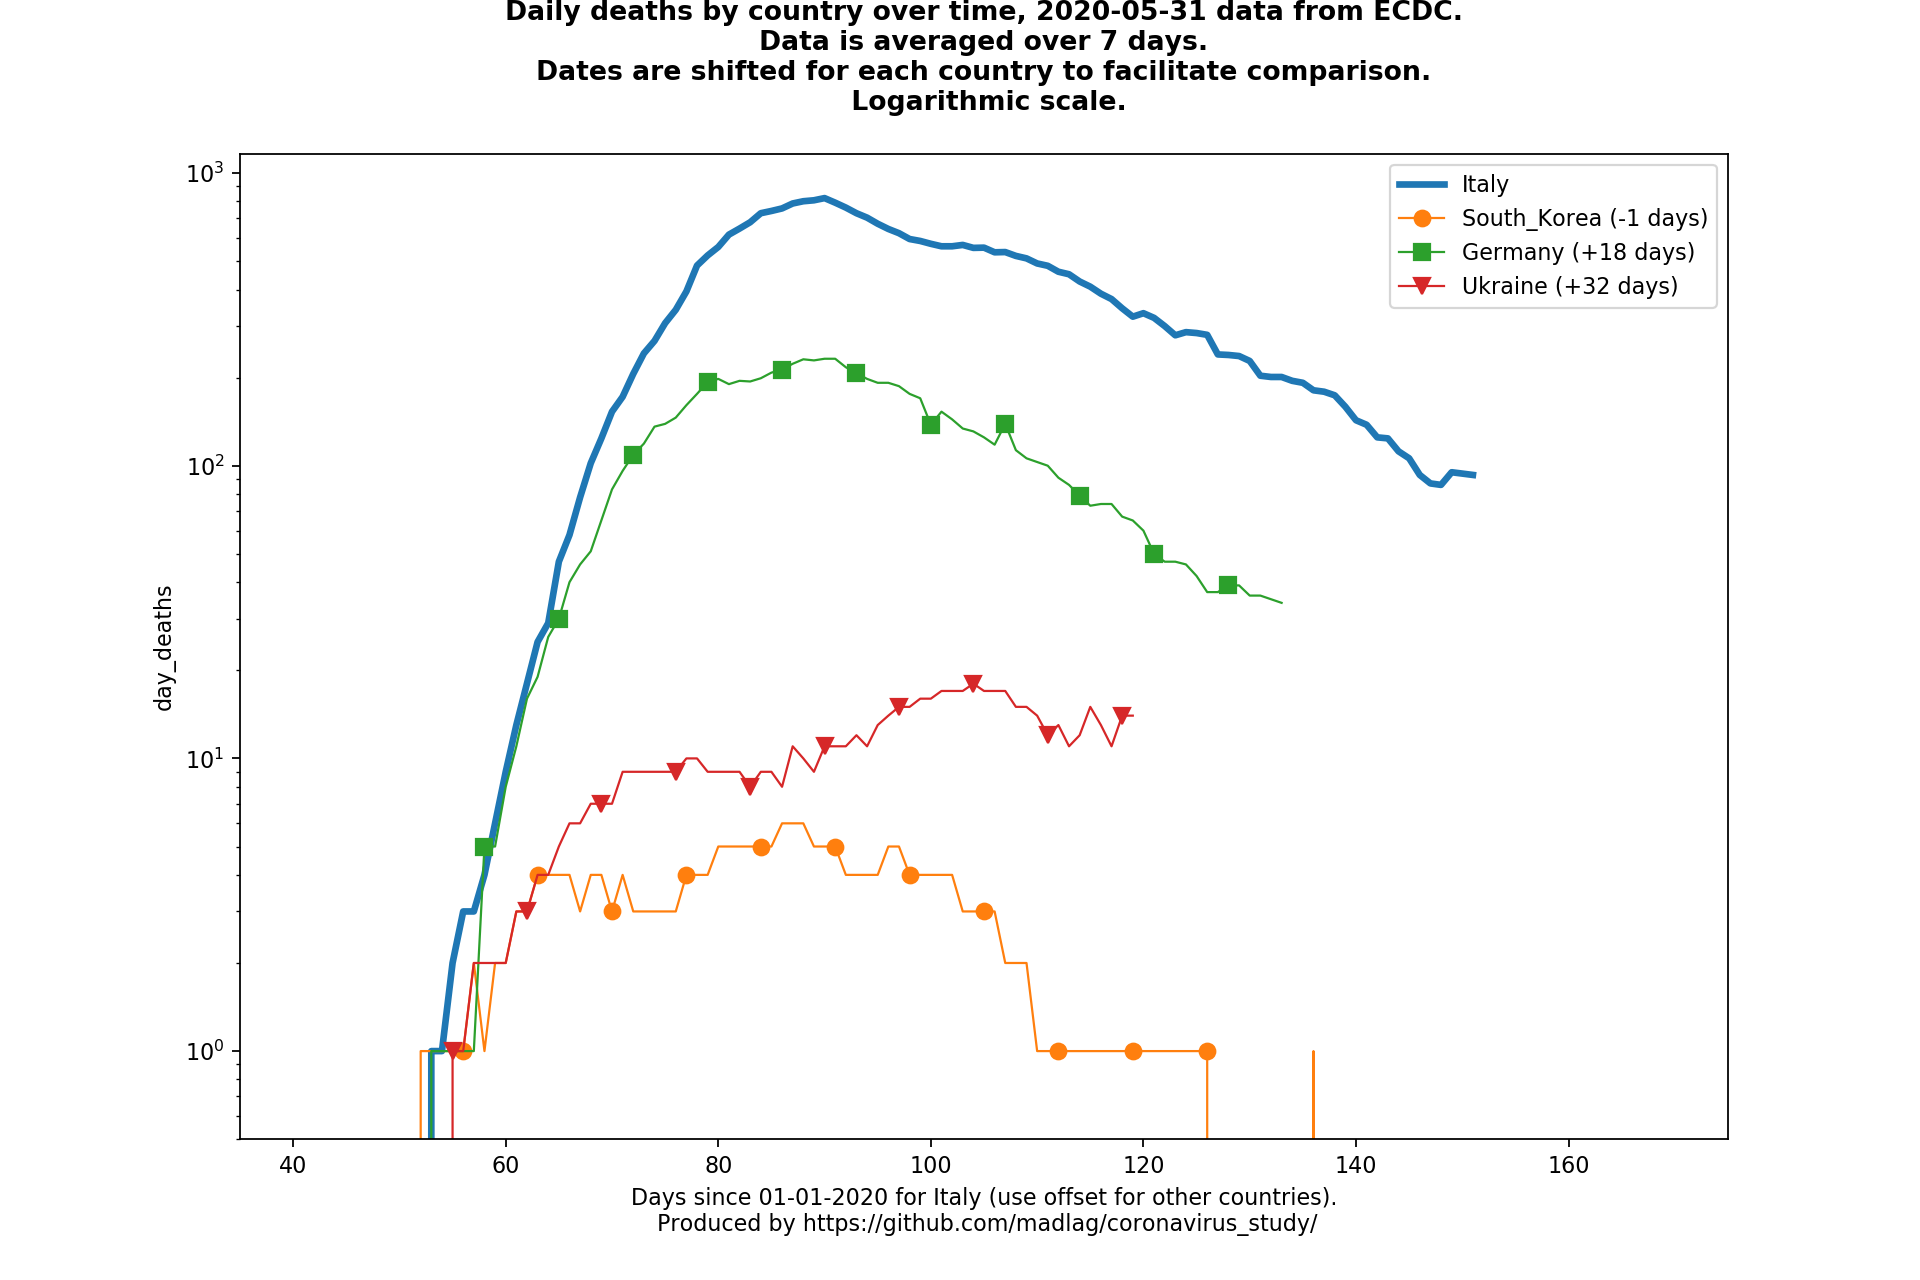 Daily deaths by country over time, 2020-05-31 data from ECDC.
Data is averaged over 7 days.
Dates are shifted for each country to facilitate comparison.
Logarithmic scale.
10³
10²
10¹
10⁰
day_deaths
Italy
South_Korea (-1 days)
Germany (+18 days)
Ukraine (+32 days)
40 60 80 100 120 140 160
Days since 01-01-2020 for Italy (use offset for other countries).
Produced by https://github.com/madlag/coronavirus_study/